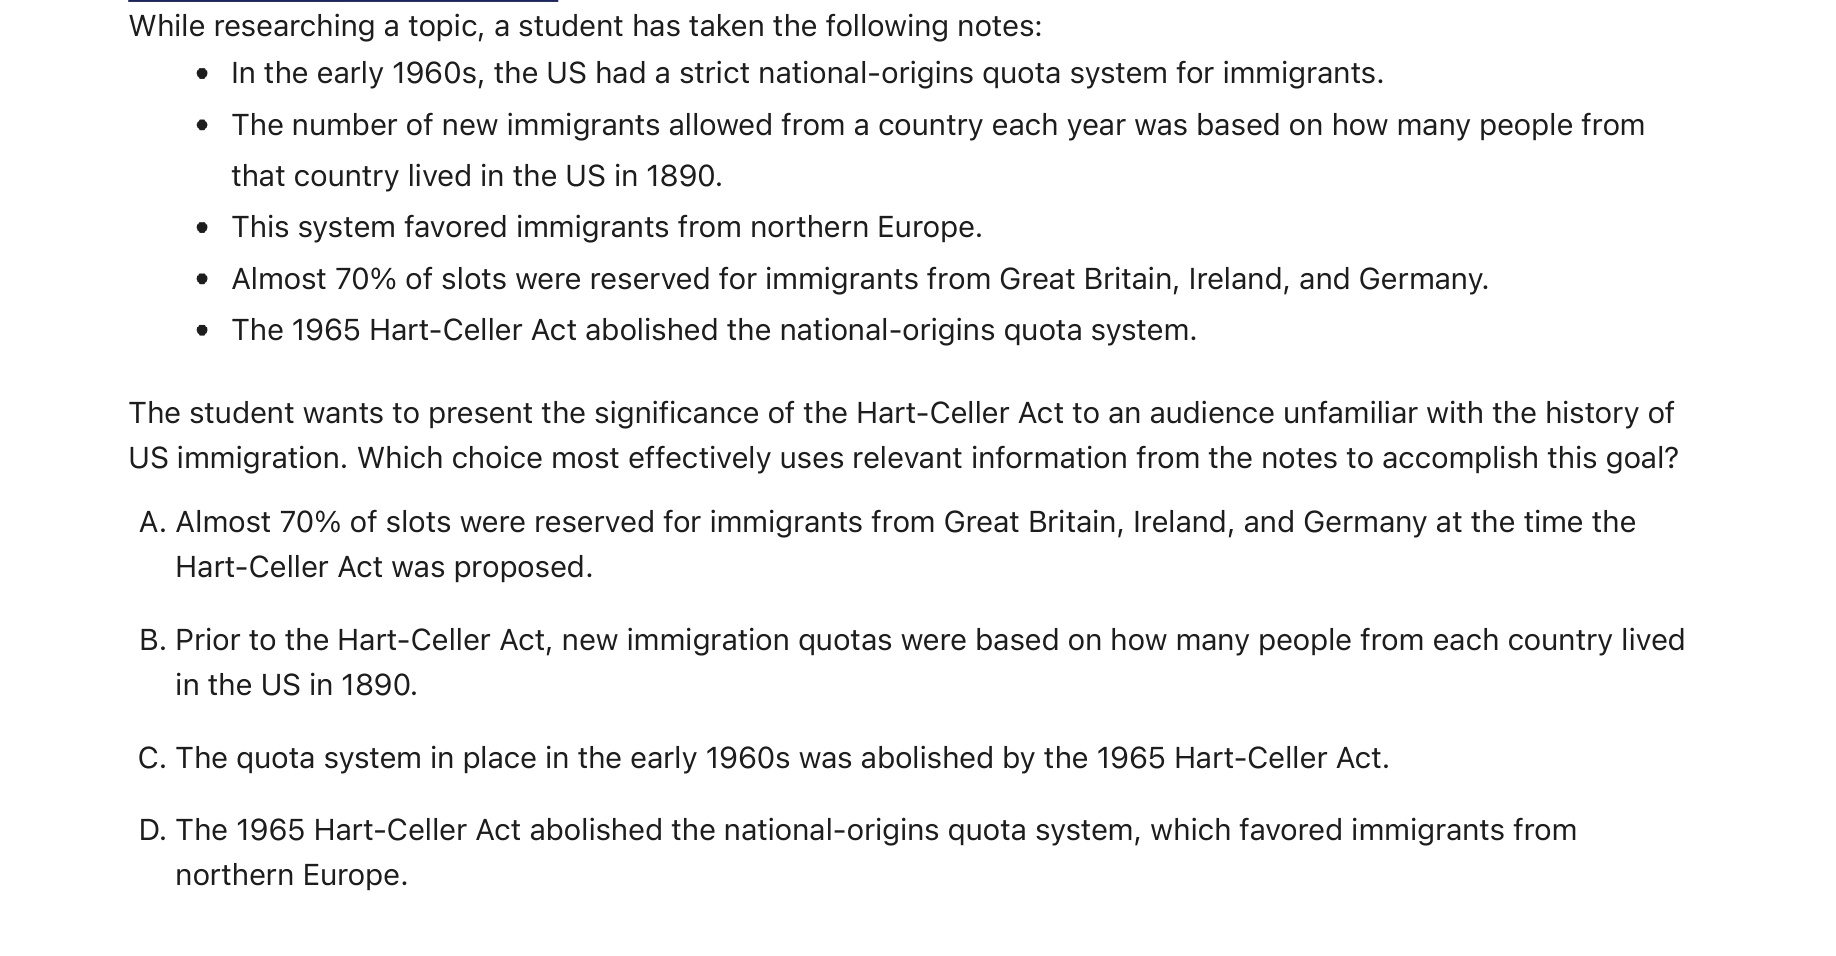 While researching a topic, a student has taken the following notes:
• In the early 1960s, the US had a strict national-origins quota system for immigrants.
• The number of new immigrants allowed from a country each year was based on how many people from
that country lived in the US in 1890.
• This system favored immigrants from northern Europe.
• Almost 70% of slots were reserved for immigrants from Great Britain, Ireland, and Germany.
• The 1965 Hart-Celler Act abolished the national-origins quota system.
The student wants to present the significance of the Hart-Celler Act to an audience unfamiliar with the history of
US immigration. Which choice most effectively uses relevant information from the notes to accomplish this goal?
A. Almost 70% of slots were reserved for immigrants from Great Britain, Ireland, and Germany at the time the
Hart-Celler Act was proposed.
B. Prior to the Hart-Celler Act, new immigration quotas were based on how many people from each country lived
in the US in 1890.
C. The quota system in place in the early 1960s was abolished by the 1965 Hart-Celler Act.
D. The 1965 Hart-Celler Act abolished the national-origins quota system, which favored immigrants from
northern Europe.